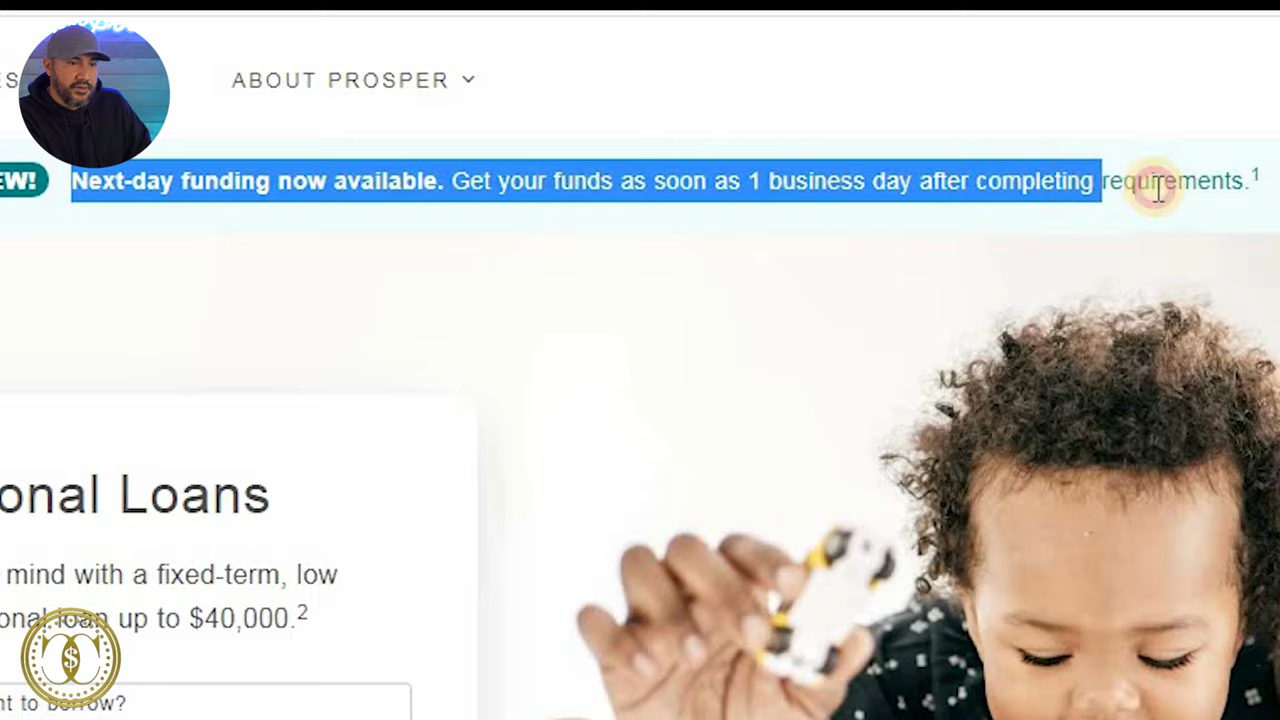 ES
ABOUT PROSPER
EW!
Next-day funding now available. Get your funds as soon as 1 business day after completing requirements.¹
onal Loans
mind with a fixed-term, low
onal loan up to $40,000.²
nt to borrow?
$